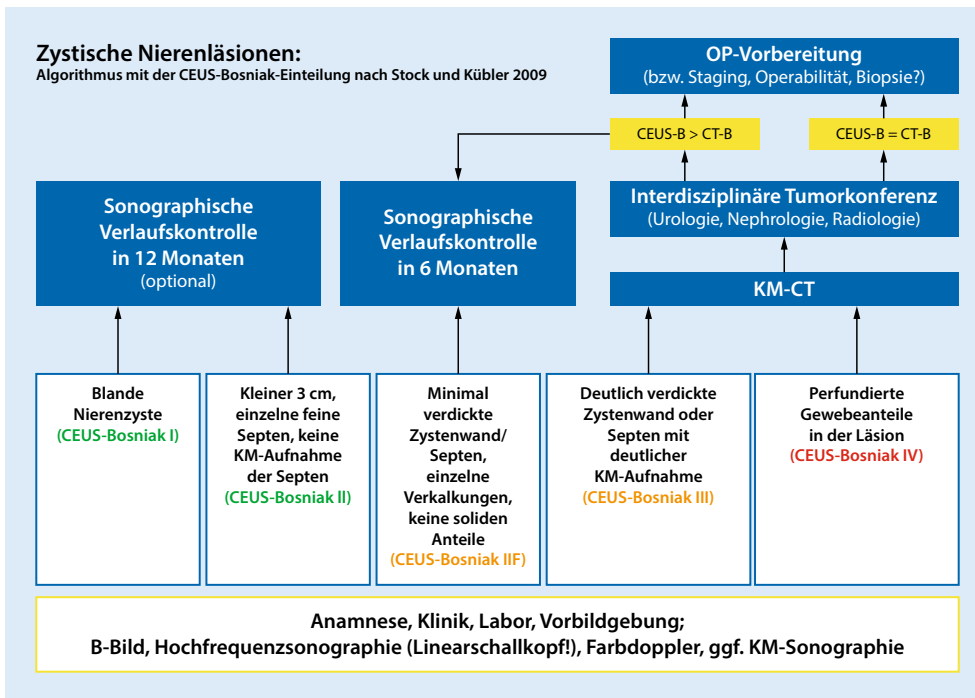 Zystische Nierenläsionen:
Algorithmus mit der CEUS-Bosniak-Einteilung nach Stock und Kübler 2009
OP-Vorbereitung
(bzw. Staging, Operabilität, Biopsie?)
CEUS-B > CT-B
CEUS-B = CT-B
Sonographische
Verlaufskontrolle
in 12 Monaten
(optional)
Sonographische
Verlaufskontrolle
in 6 Monaten
Interdisziplinäre Tumorkonferenz
(Urologie, Nephrologie, Radiologie)
KM-CT
Blande
Nierenzyste
(CEUS-Bosniak I)
Kleiner 3 cm,
einzelne feine
Septen, keine
KM-Aufnahme
der Septen
(CEUS-Bosniak II)
Minimal
verdickte
Zystenwand/
Septen,
einzelne
Verkalkungen,
keine soliden
Anteile
(CEUS-Bosniak IIF)
Deutlich verdickte
Zystenwand oder
Septen mit
deutlicher
KM-Aufnahme
(CEUS-Bosniak III)
Perfundierte
Gewebeanteile
in der Läsion
(CEUS-Bosniak IV)
Anamnese, Klinik, Labor, Vorbildgebung;
B-Bild, Hochfrequenzsonographie (Linearschallkopf!), Farbdoppler, ggf. KM-Sonographie